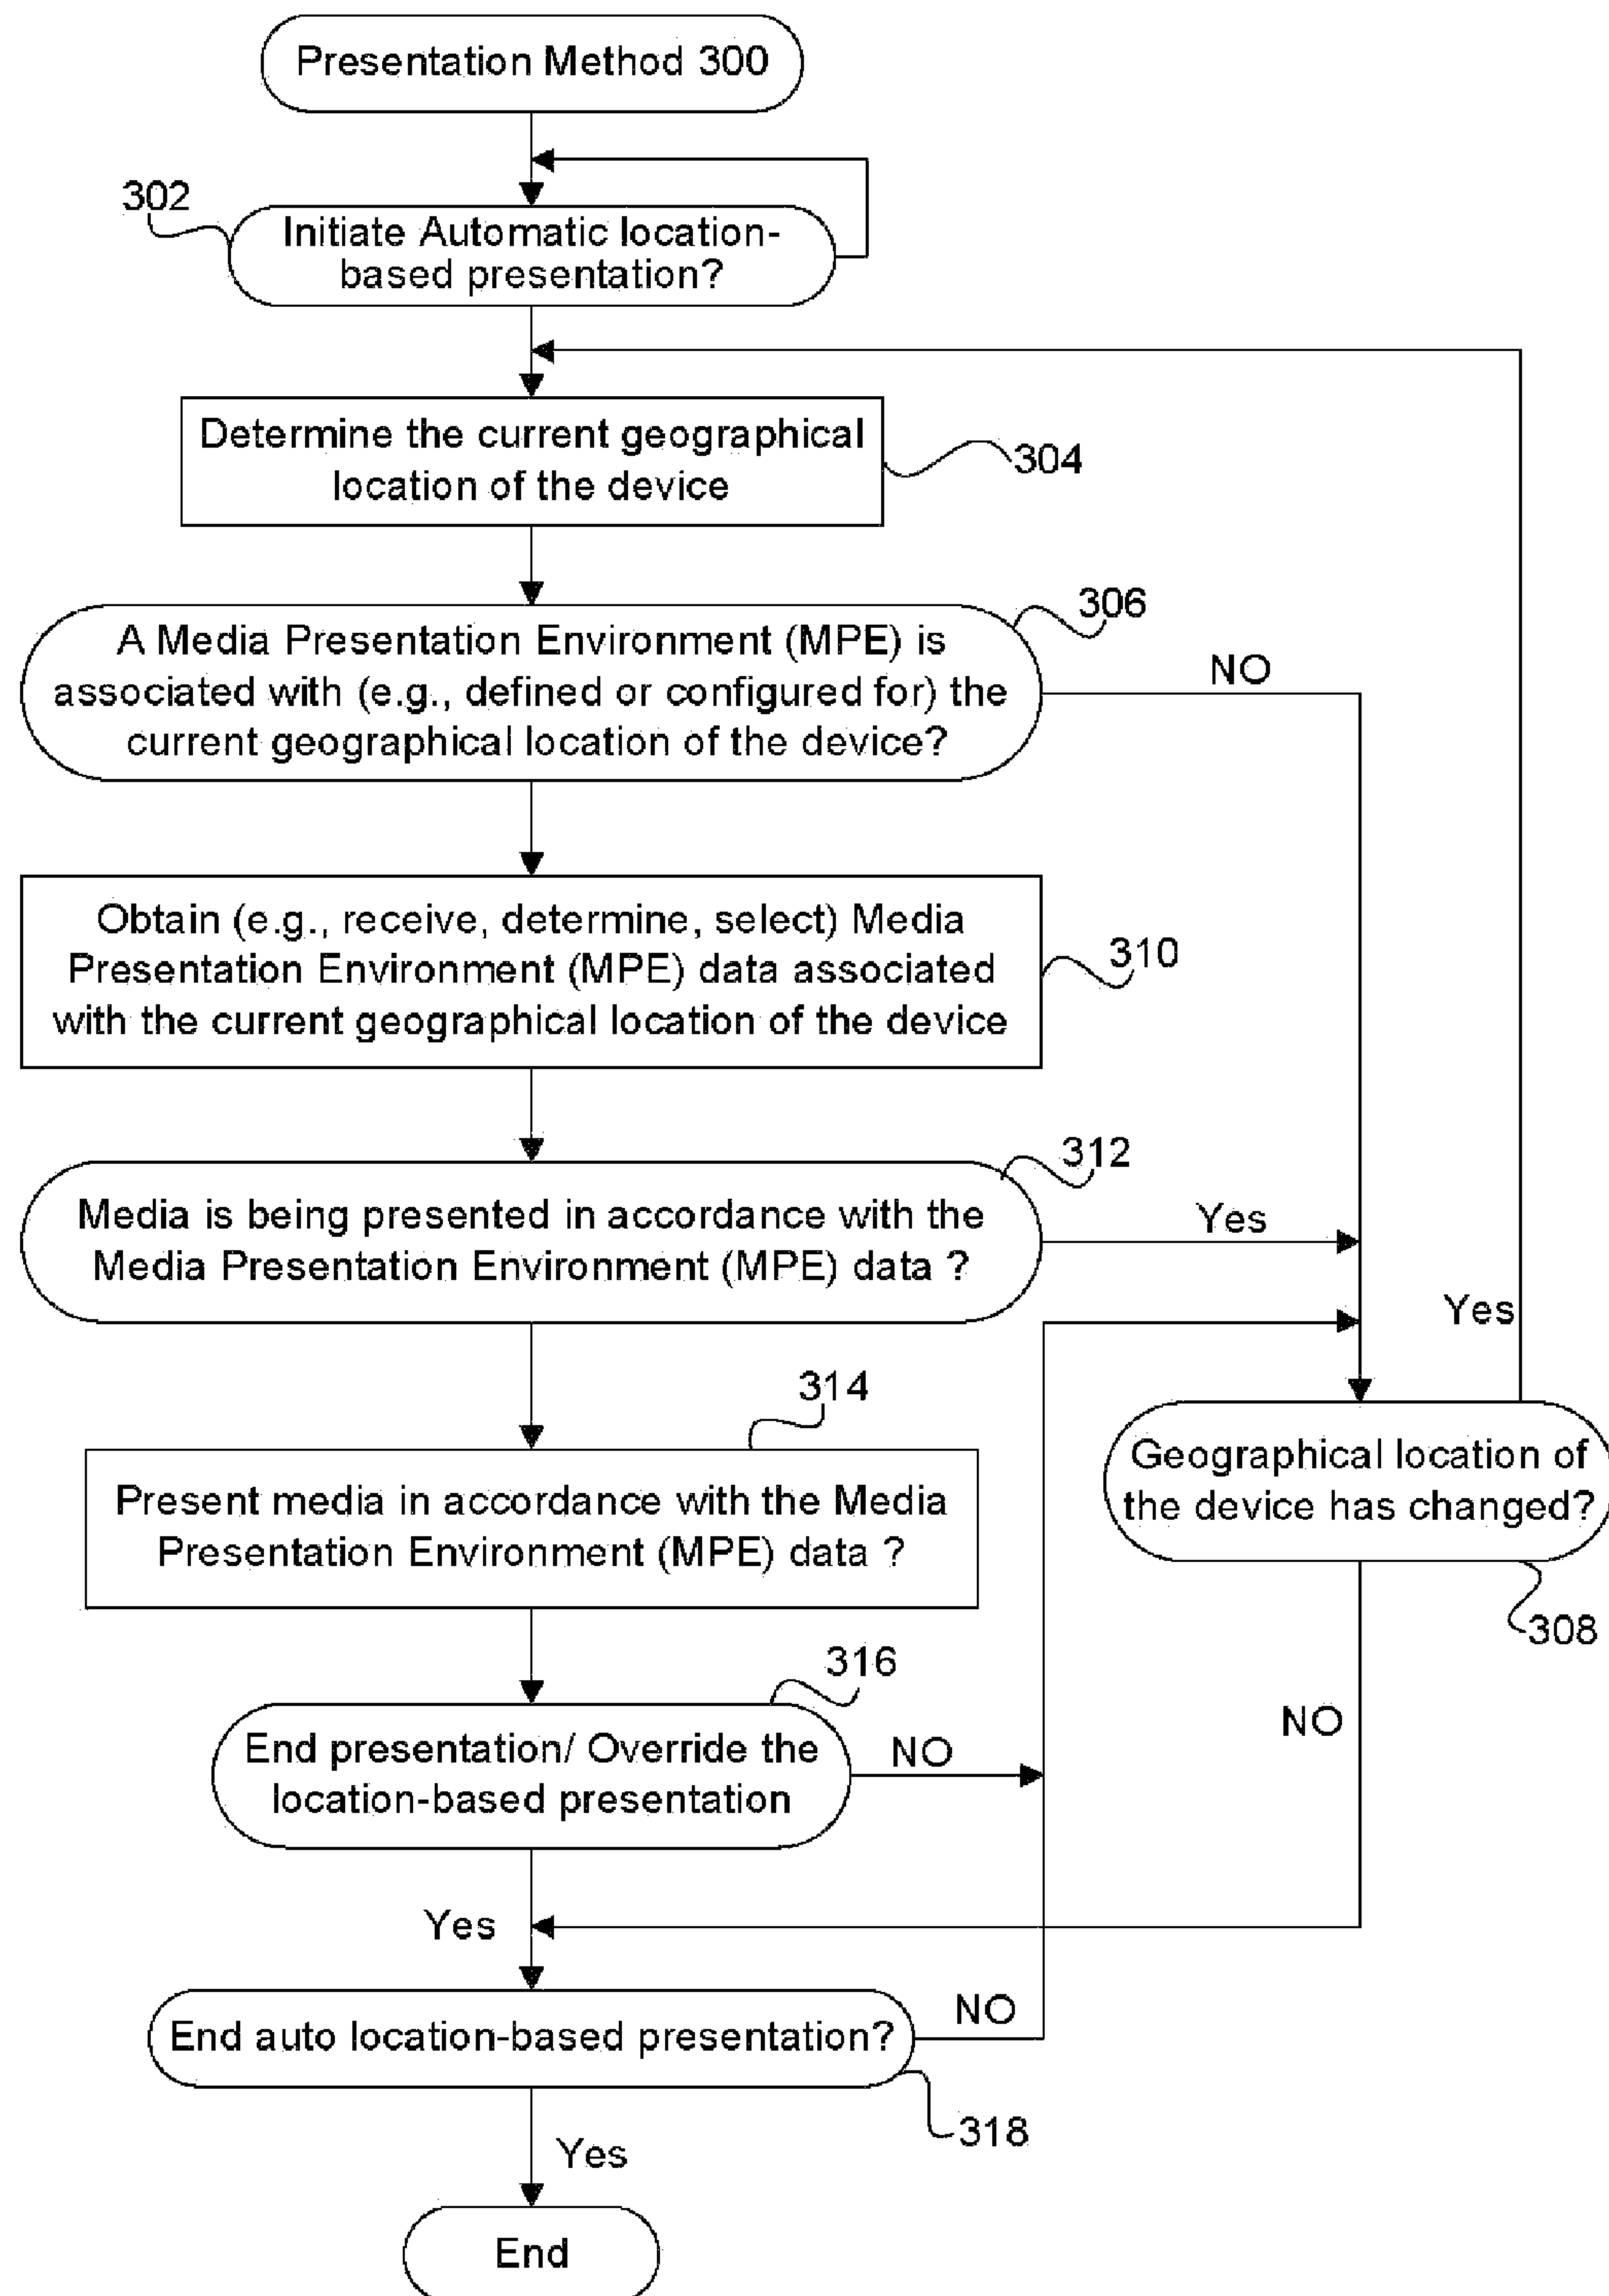 Presentation Method 300
302
Initiate Automatic location-
based presentation?
Determine the current geographical
location of the device
304
306
A Media Presentation Environment (MPE) is
associated with (e.g., defined or configured for) the
current geographical location of the device?
NO
Obtain (e.g., receive, determine, select) Media
Presentation Environment (MPE) data associated
with the current geographical location of the device
310
312
Media is being presented in accordance with the
Media Presentation Environment (MPE) data ?
Yes
Yes
314
Present media in accordance with the Media
Presentation Environment (MPE) data ?
Geographical location of
the device has changed?
308
316
End presentation/ Override the
location-based presentation
NO
NO
Yes
End auto location-based presentation?
NO
318
Yes
End